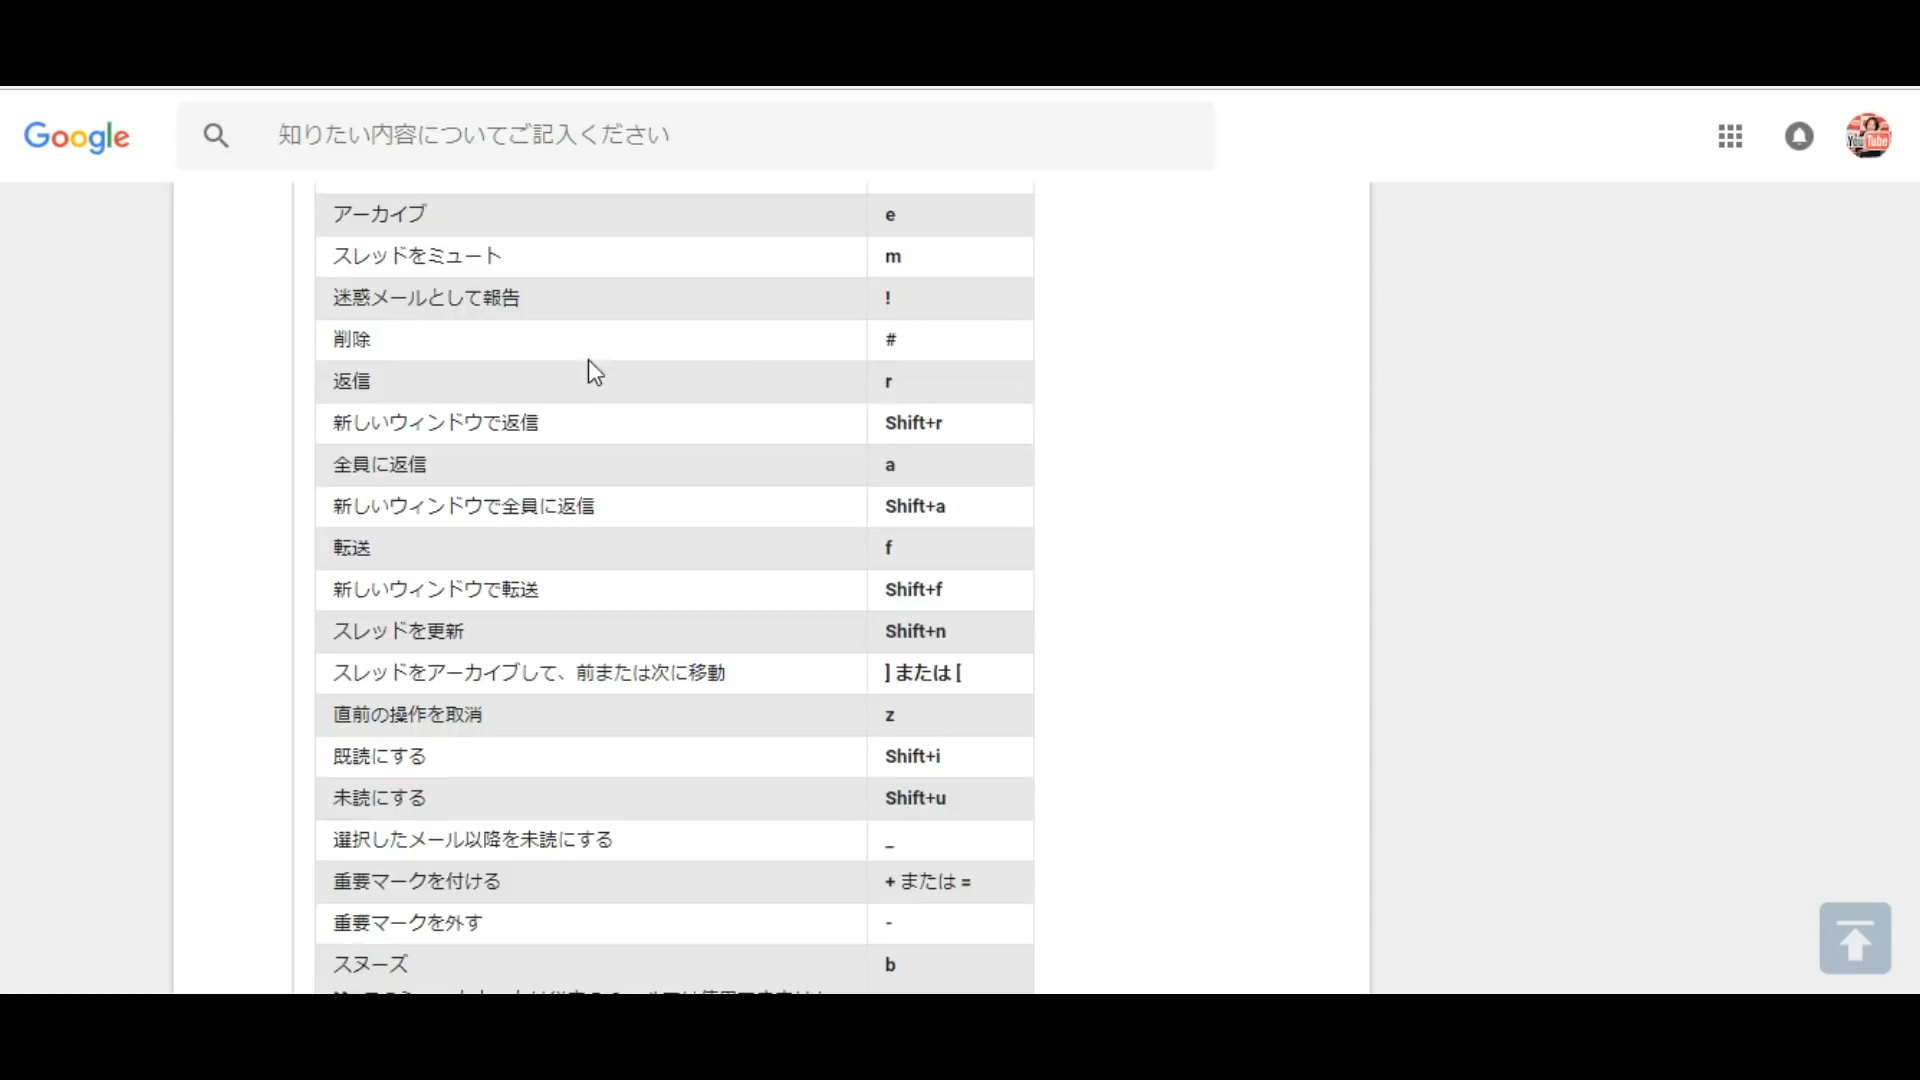 Google
知りたい内容についてご記入ください
You Tube
アーカイブ e
スレッドをミュート m
迷惑メールとして報告 !
削除 #
返信 r
新しいウィンドウで返信 Shift+r
全員に返信 a
新しいウィンドウで全員に返信 Shift+a
転送 f
新しいウィンドウで転送 Shift+f
スレッドを更新 Shift+n
スレッドをアーカイブして、前または次に移動 ] または [
直前の操作を取消 z
既読にする Shift+i
未読にする Shift+u
選択したメール以降を未読にする _
重要マークを付ける + または =
重要マークを外す -
スヌーズ b